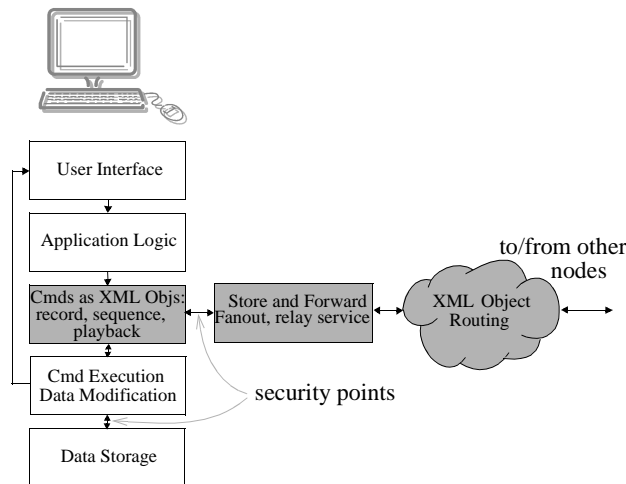 User Interface
Application Logic
to/from other
nodes
Cmds as XML Objs:
record, sequence,
playback
Store and Forward
Fanout, relay service
XML Object
Routing
Cmd Execution
Data Modification
security points
Data Storage